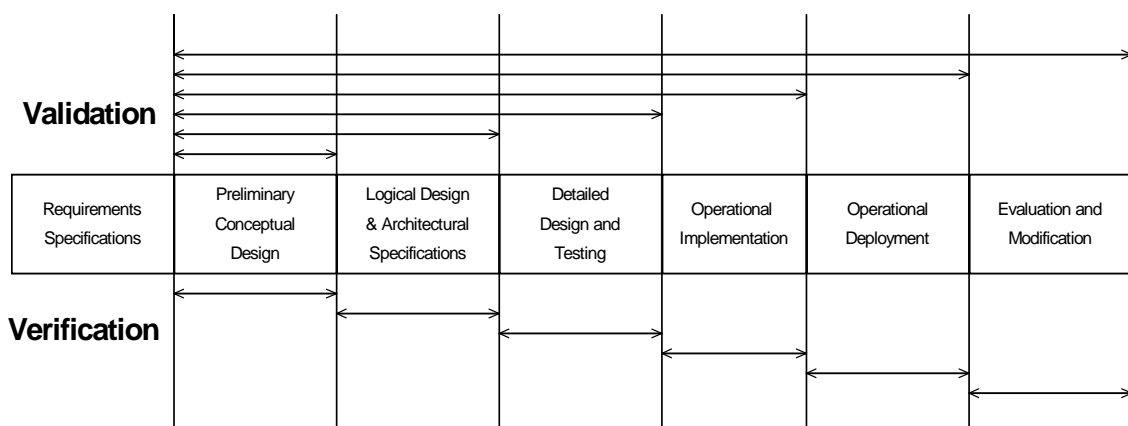 Validation
Requirements
Specifications
Preliminary
Conceptual
Design
Logical Design
& Architectural
Specifications
Detailed
Design and
Testing
Operational
Implementation
Operational
Deployment
Evaluation and
Modification
Verification